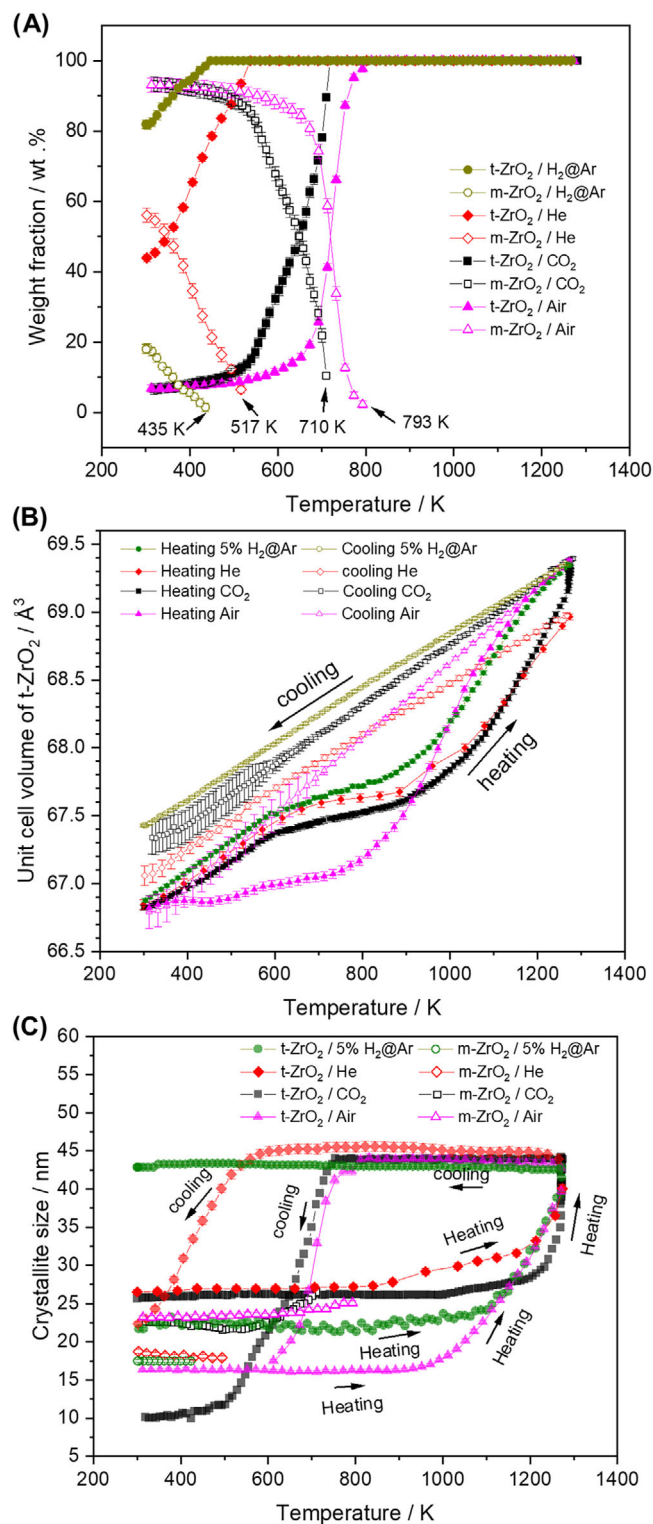 (A)
100
80
60
40
20
0
Weight fraction / wt .%
t-ZrO₂ / H₂@Ar
m-ZrO₂ / H₂@Ar
t-ZrO₂ / He
m-ZrO₂ / He
t-ZrO₂ / CO₂
m-ZrO₂ / CO₂
t-ZrO₂ / Air
m-ZrO₂ / Air
435 K
517 K
710 K
793 K
200 400 600 800 1000 1200 1400
Temperature / K
(B)
69.5
69.0
68.5
68.0
67.5
67.0
66.5
Unit cell volume of t-ZrO₂ / Å³
Heating 5% H₂@Ar Cooling 5% H₂@Ar
Heating He cooling He
Heating CO₂ Cooling CO₂
Heating Air Cooling Air
cooling
heating
200 400 600 800 1000 1200 1400
Temperature / K
(C)
60
55
50
45
40
35
30
25
20
15
10
5
Crystallite size / nm
t-ZrO₂ / 5% H₂@Ar m-ZrO₂ / 5% H₂@Ar
t-ZrO₂ / He m-ZrO₂ / He
t-ZrO₂ / CO₂ m-ZrO₂ / CO₂
t-ZrO₂ / Air m-ZrO₂ / Air
cooling
cooling
cooling
Heating
Heating
Heating
Heating
Heating
200 400 600 800 1000 1200 1400
Temperature / K